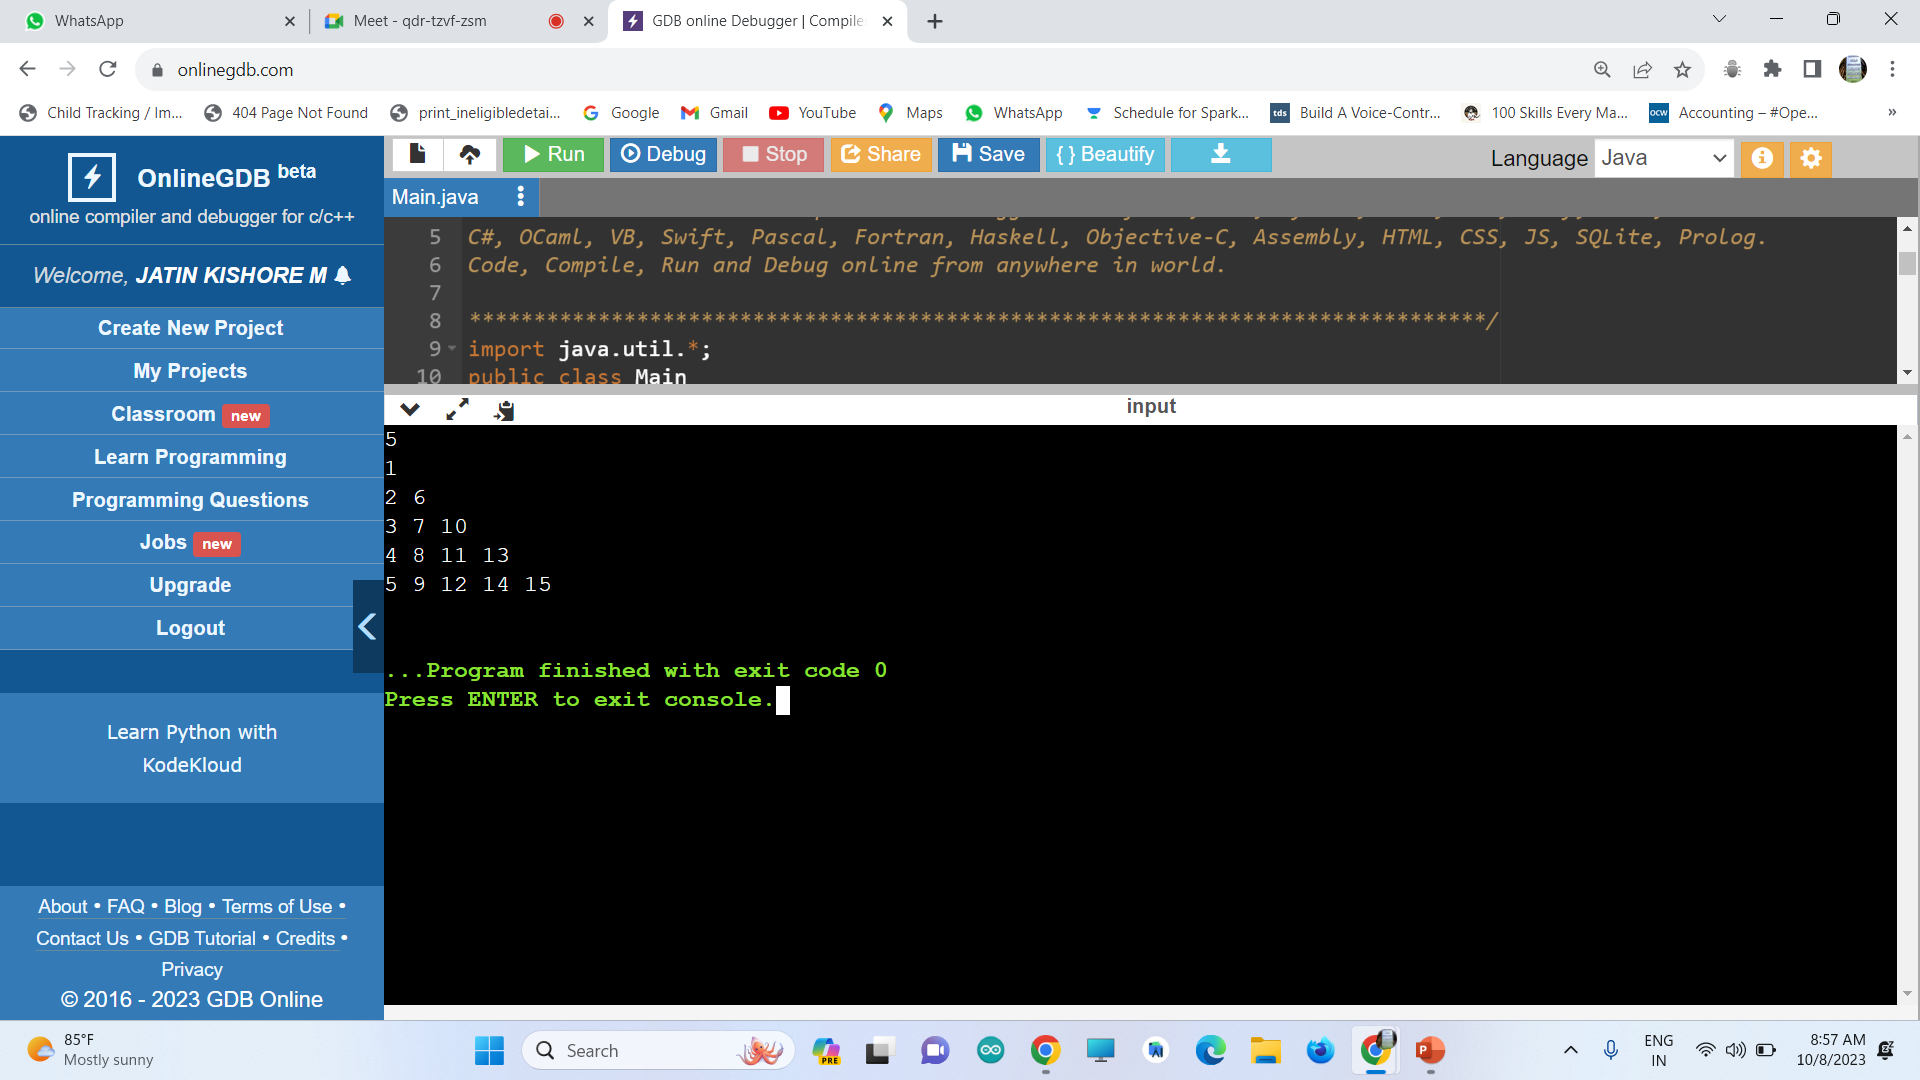 WhatsApp
Meet - qdr-tzvf-zsm
GDB online Debugger | Compile
onlinegdb.com
Child Tracking / Im...
404 Page Not Found
print_ineligibledetai...
Google
Gmail
YouTube
Maps
WhatsApp
Schedule for Spark...
tds Build A Voice-Contr...
100 Skills Every Ma...
ocw Accounting – #Ope...
»
OnlineGDB beta
online compiler and debugger for c/c++
Welcome, JATIN KISHORE M
Create New Project
My Projects
Classroom new
Learn Programming
Programming Questions
Jobs new
Upgrade
Logout
Learn Python with
KodeKloud
About • FAQ • Blog • Terms of Use •
Contact Us • GDB Tutorial • Credits •
Privacy
© 2016 - 2023 GDB Online
Run
Debug
Stop
Share
Save
{ } Beautify
Language Java
Main.java
5 C#, OCaml, VB, Swift, Pascal, Fortran, Haskell, Objective-C, Assembly, HTML, CSS, JS, SQLite, Prolog.
6 Code, Compile, Run and Debug online from anywhere in world.
7
8 *******************************************************************************/
9 import java.util.*;
10 public class Main
input
5
1
2 6
3 7 10
4 8 11 13
5 9 12 14 15
...Program finished with exit code 0
Press ENTER to exit console.
85°F
Mostly sunny
Search
PRE
ENG
IN
8:57 AM
10/8/2023